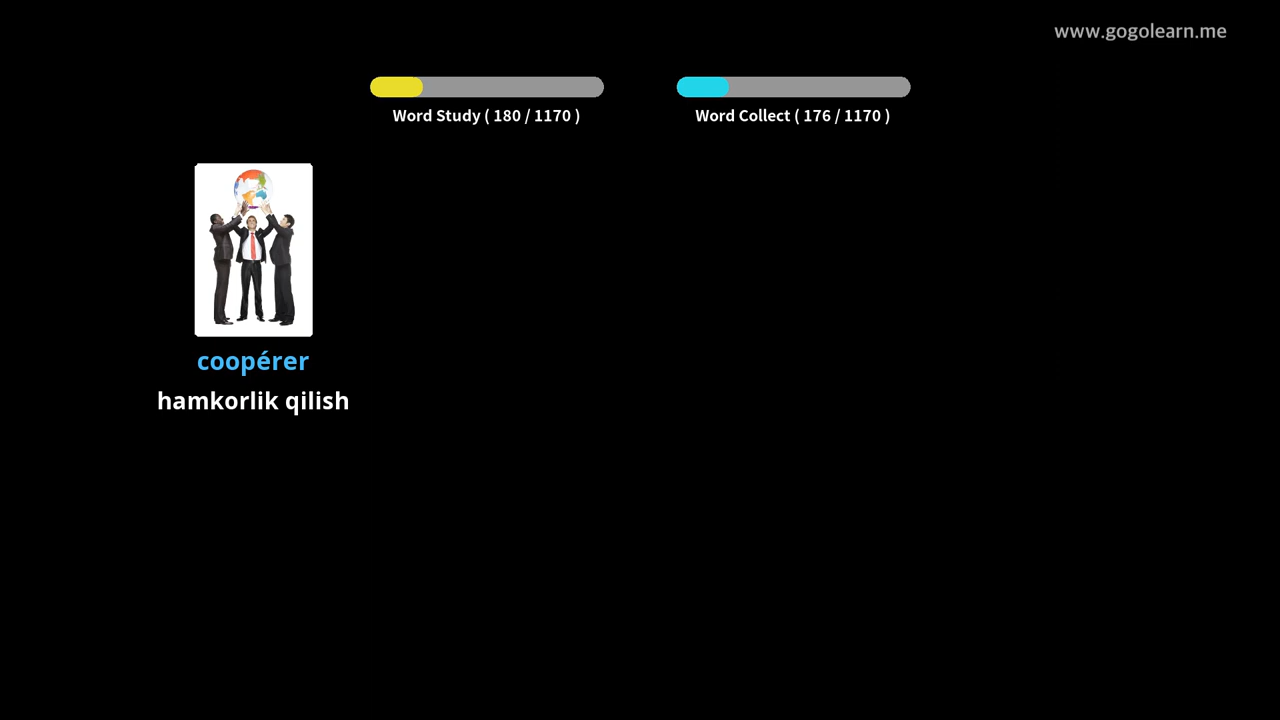 www.gogolearn.me
Word Study ( 180 / 1170 )
Word Collect ( 176 / 1170 )
coopérer
hamkorlik qilish